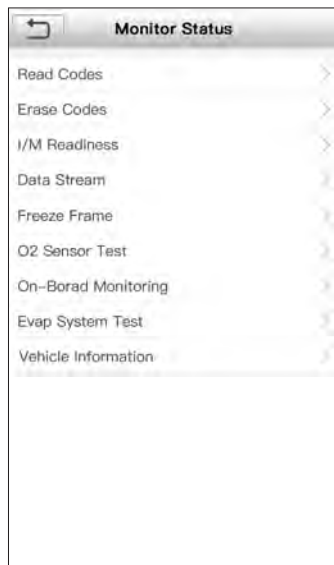 Monitor Status
Read Codes
Erase Codes
I/M Readiness
Data Stream
Freeze Frame
O2 Sensor Test
On-Borad Monitoring
Evap System Test
Vehicle Information